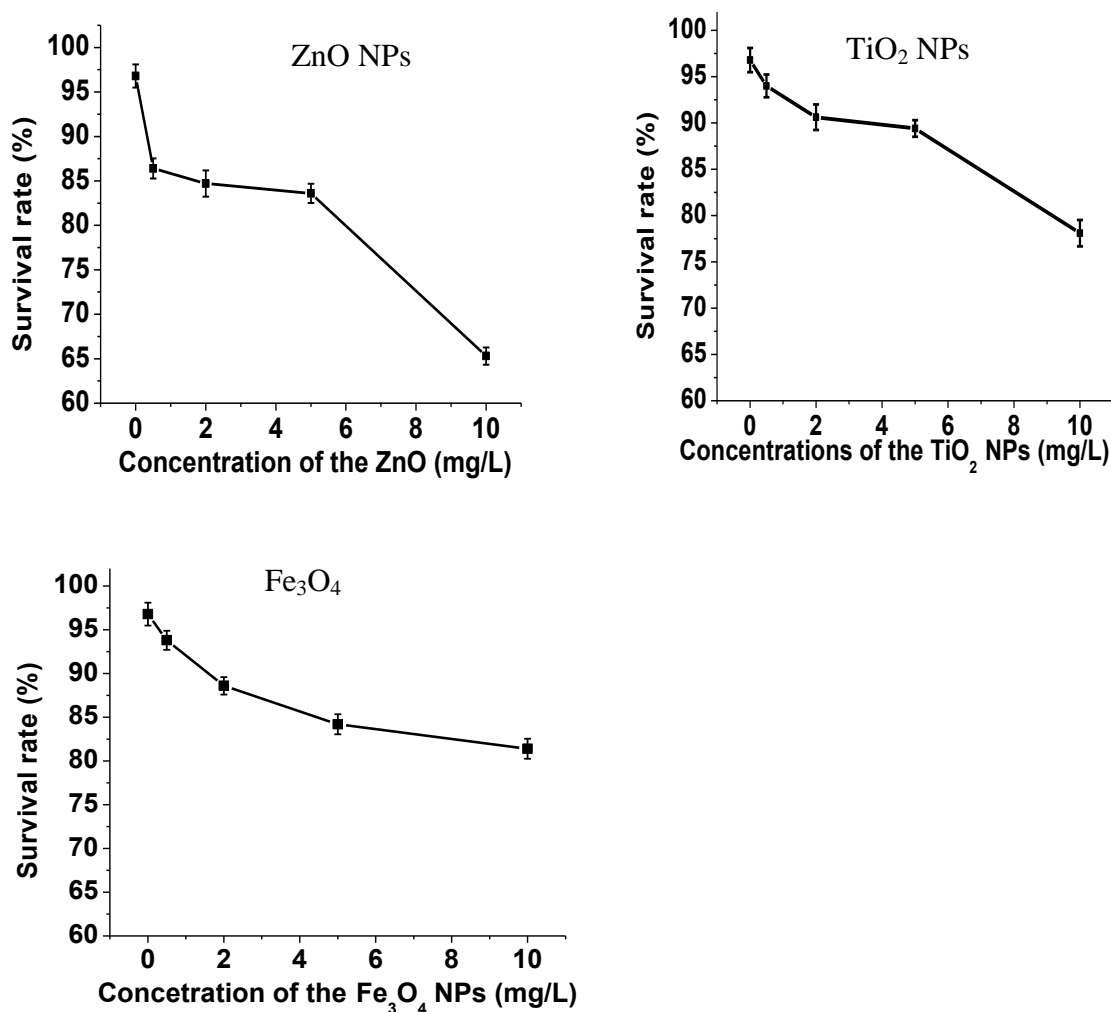 ZnO NPs
Survival rate (%)
100
95
90
85
80
75
70
65
60
0 2 4 6 8 10
Concentration of the ZnO (mg/L)
TiO₂ NPs
Survival rate (%)
100
95
90
85
80
75
70
65
60
0 2 4 6 8 10
Concentrations of the TiO₂ NPs (mg/L)
Fe₃O₄
Survival rate (%)
100
95
90
85
80
75
70
65
60
0 2 4 6 8 10
Concetration of the Fe₃O₄ NPs (mg/L)